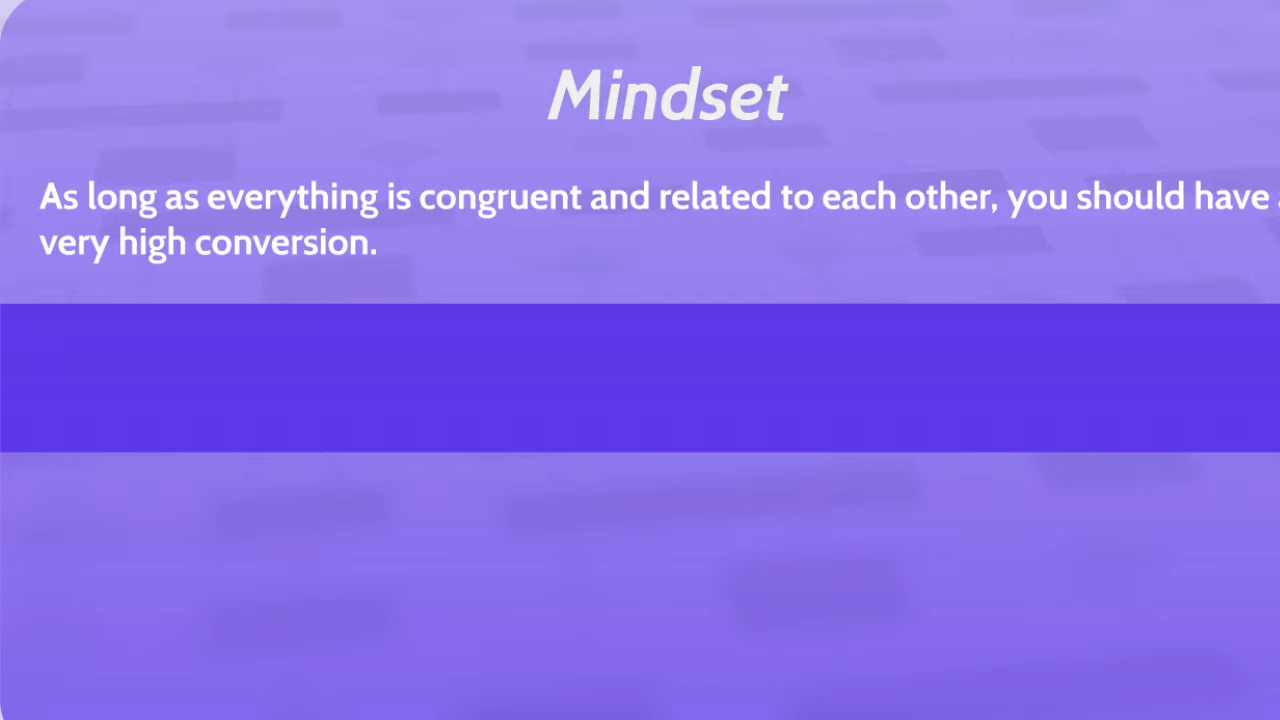 Mindset
As long as everything is congruent and related to each other, you should have
very high conversion.